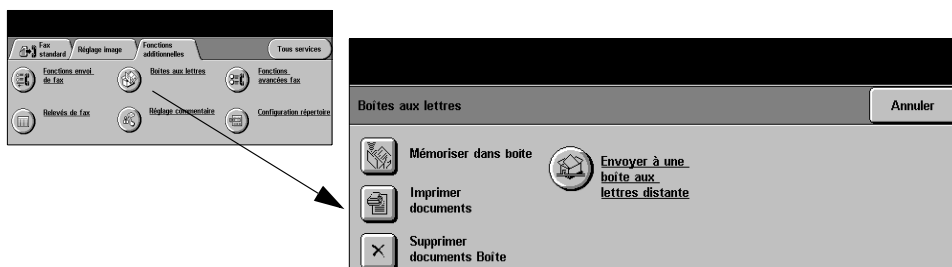 Fax
standard
Réglage image
Fonctions
additionnelles
Tous services
Fonctions envoi
de fax
Boîtes aux lettres
Fonctions
avancées fax
Relevés de fax
Réglage commentaire
Configuration répertoire
Boîtes aux lettres
Annuler
Mémoriser dans boîte
Envoyer à une
boîte aux
lettres distante
Imprimer
documents
Supprimer
documents Boîte